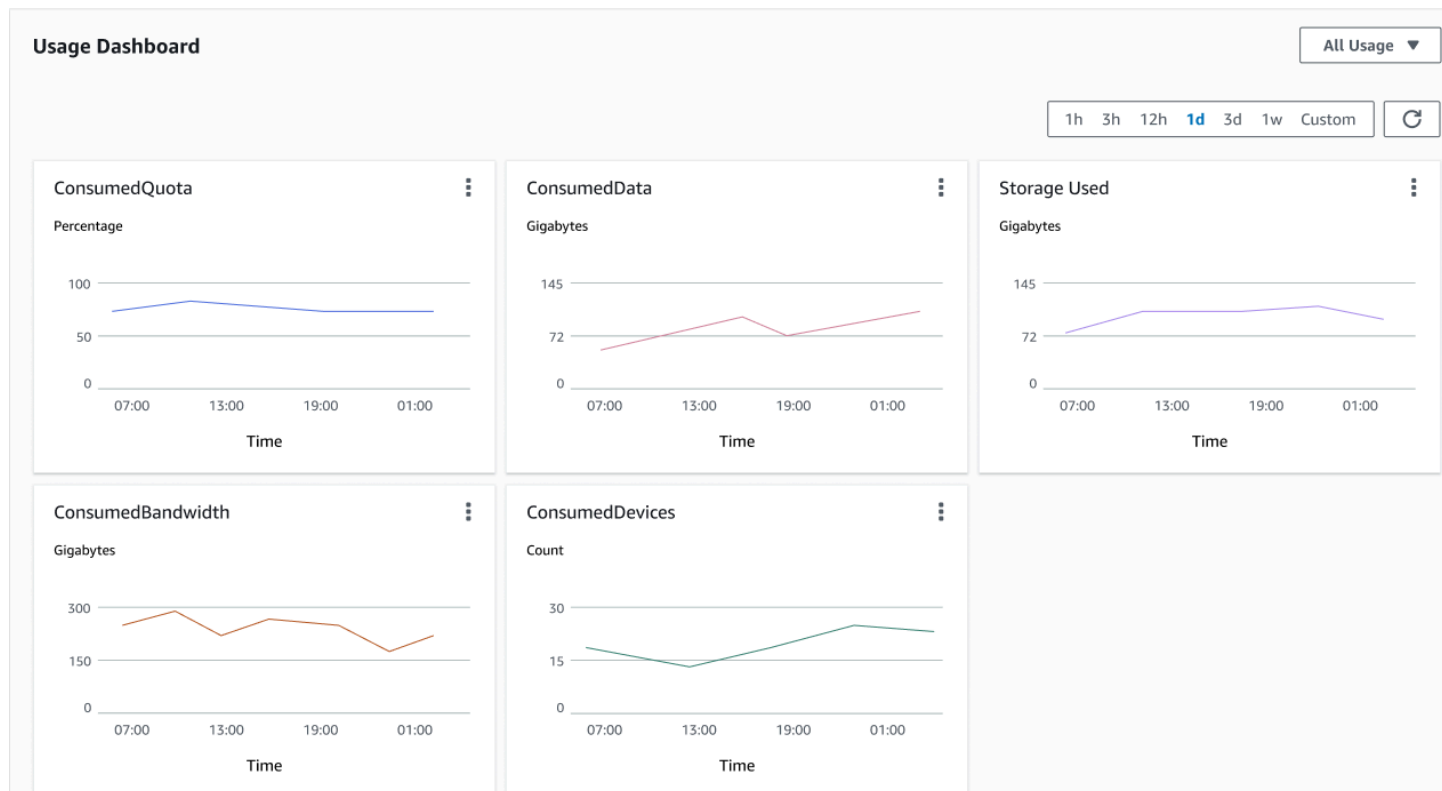 Usage Dashboard
All Usage
1h 3h 12h 1d 3d 1w Custom
ConsumedQuota
Percentage
100
50
0
07:00 13:00 19:00 01:00
Time
ConsumedData
Gigabytes
145
72
0
07:00 13:00 19:00 01:00
Time
Storage Used
Gigabytes
145
72
0
07:00 13:00 19:00 01:00
Time
ConsumedBandwidth
Gigabytes
300
150
0
07:00 13:00 19:00 01:00
Time
ConsumedDevices
Count
30
15
0
07:00 13:00 19:00 01:00
Time